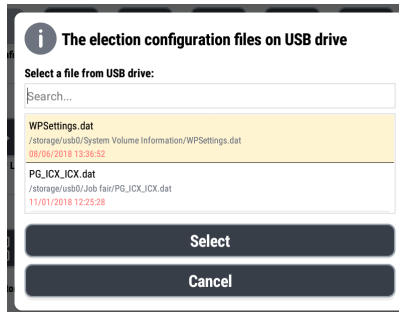 The election configuration files on USB drive
Select a file from USB drive:
Search...
WPSettings.dat
/storage/usb0/System Volume Information/WPSettings.dat
08/06/2018 13:36:52
PG_ICX_ICX.dat
/storage/usb0/Job fair/PG_ICX_ICX.dat
11/01/2018 12:25:28
Select
Cancel